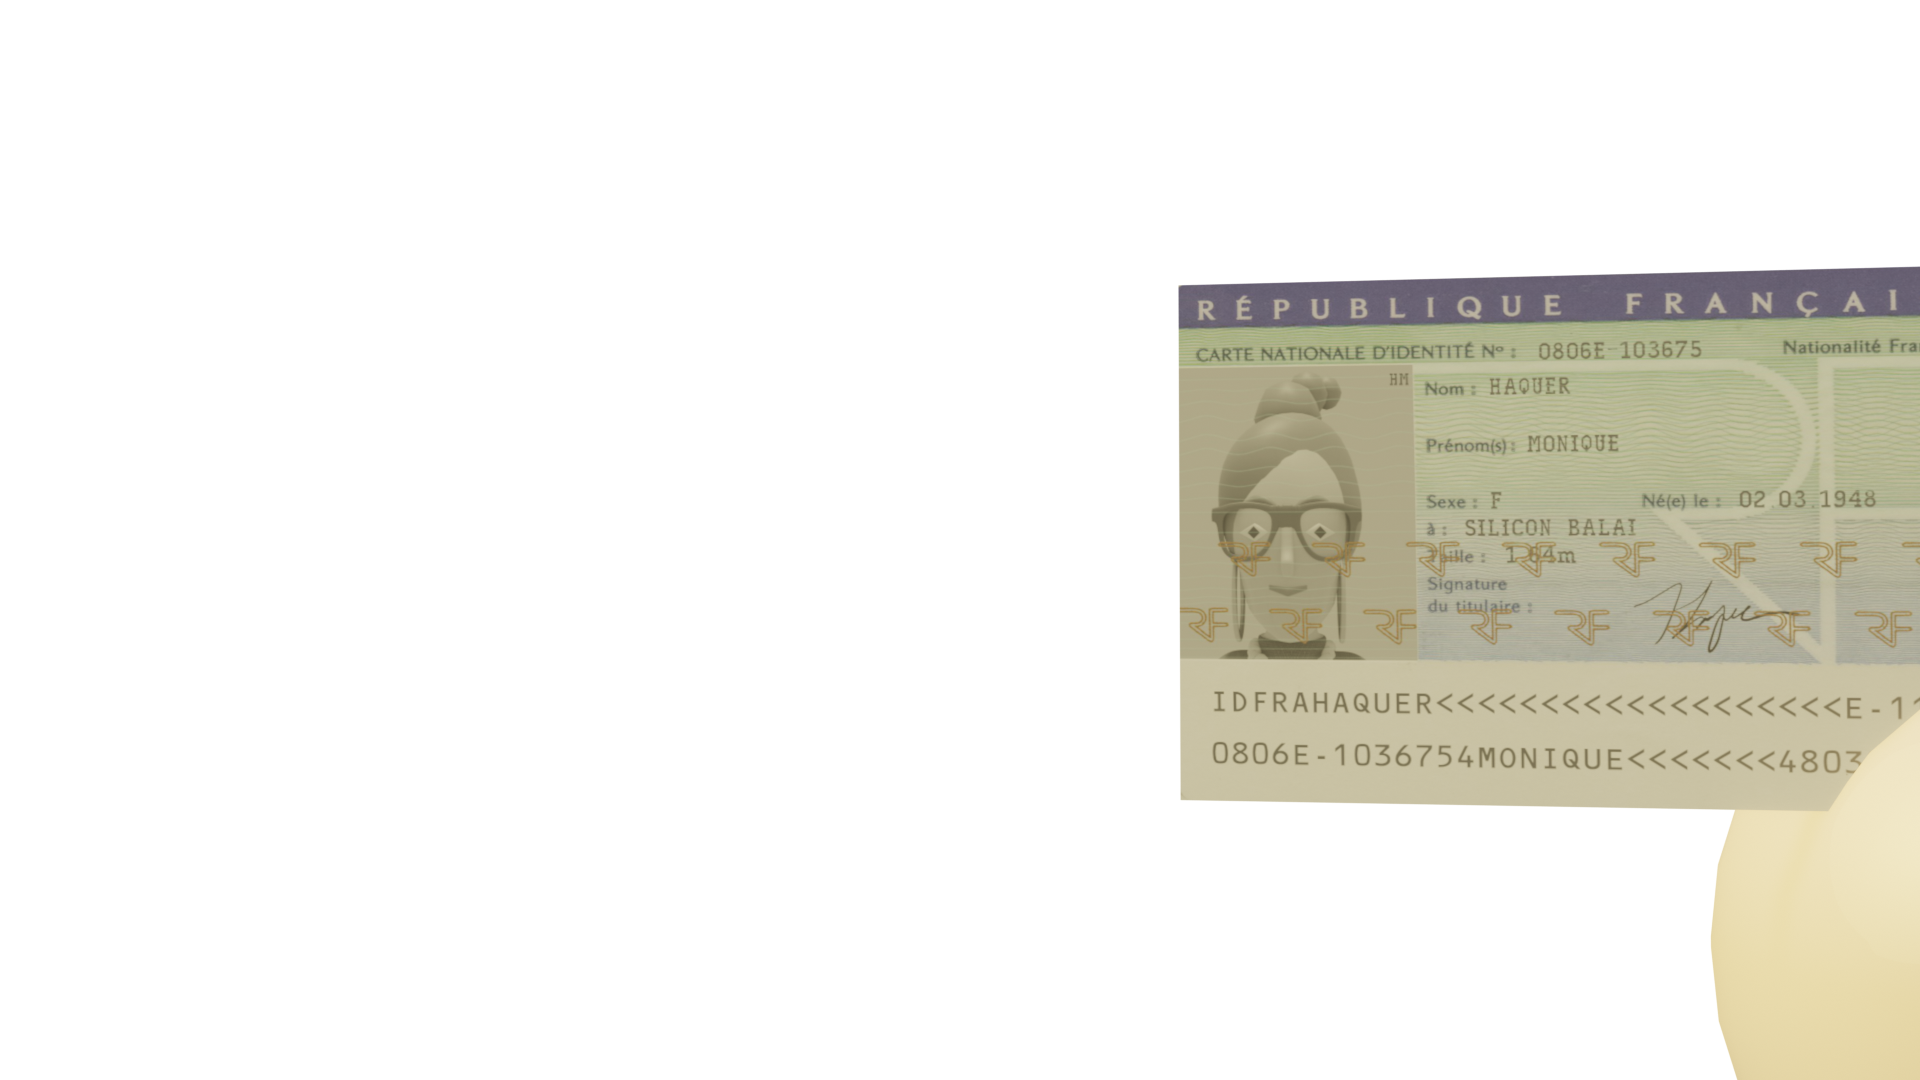 RÉPUBLIQUE FRANÇAI
CARTE NATIONALE D'IDENTITÉ Nº : 0806E-103675 Nationalité Fra
HM
Nom : HAQUER
Prénom(s) : MONIQUE
Sexe : F Né(e) le : 02.03.1948
à : SILICON BALAI
Taille : 1.64m
Signature
du titulaire :
RF RF RF RF RF RF RF
RF RF RF RF RF RF RF RF
IDFRAHAQUER<<<<<<<<<<<<<<<<<<<E-1
0806E-1036754MONIQUE<<<<<<<4803